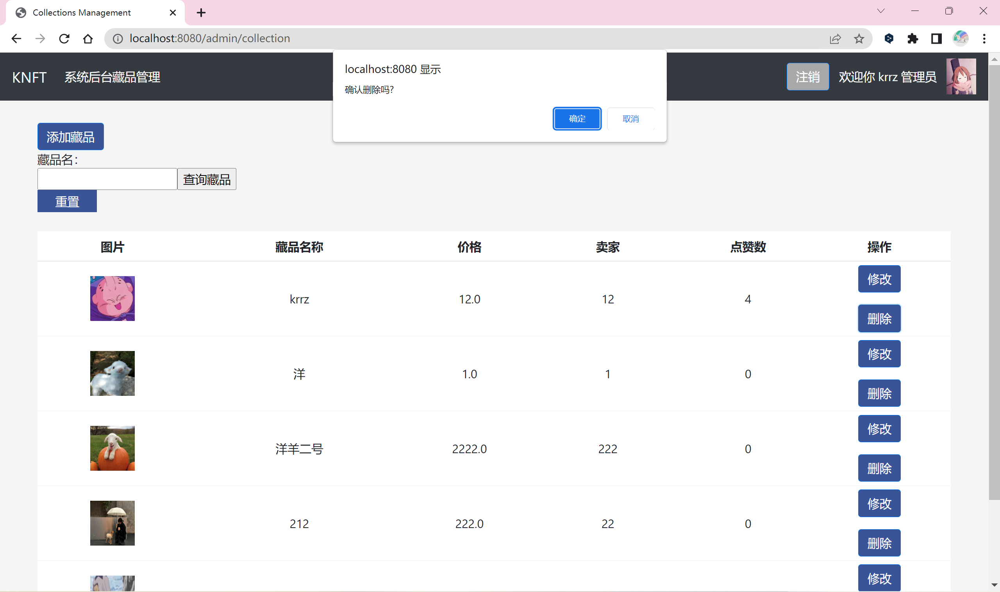 Collections Management
localhost:8080/admin/collection
KNFT 系统后台藏品管理
注销 欢迎你 krrz 管理员
localhost:8080 显示
确认删除吗?
确定 取消
添加藏品
藏品名：
查询藏品
重置
图片 藏品名称 价格 卖家 点赞数 操作
krrz 12.0 12 4 修改
删除
洋 1.0 1 0 修改
删除
洋羊二号 2222.0 222 0 修改
删除
212 222.0 22 0 修改
删除
修改